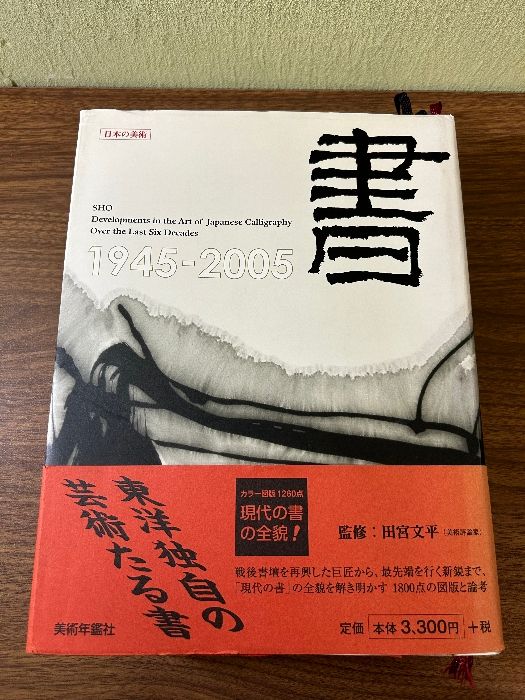 日本の美術
書
SHO
Developments in the Art of Japanese Calligraphy
Over the Last Six Decades
1945-2005
東洋独自の
芸術たる書
カラー図版1260点
現代の書
の全貌!
監修:田宮文平(美術評論家)
戦後書壇を再興した巨匠から、最先端を行く新鋭まで、
「現代の書」の全貌を解き明かす 1800点の図版と論考
美術年鑑社
定価 本体3,300円+税